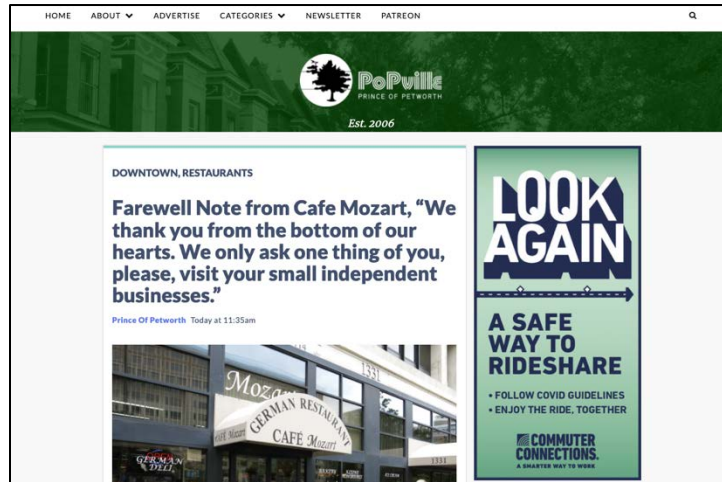 HOME ABOUT ADVERTISE CATEGORIES NEWSLETTER PATREON
PoPville
PRINCE OF PETWORTH
Est. 2006
DOWNTOWN, RESTAURANTS
Farewell Note from Cafe Mozart, “We
thank you from the bottom of our
hearts. We only ask one thing of you,
please, visit your small independent
businesses.”
Prince Of Petworth Today at 11:35am
1331
Mozart
GERMAN RESTAURANT
CAFÉ Mozart
Café Mozart
GERMAN
DELI
1331
LOOK
AGAIN
A SAFE
WAY TO
RIDESHARE
• FOLLOW COVID GUIDELINES
• ENJOY THE RIDE, TOGETHER
COMMUTER
CONNECTIONS.
A SMARTER WAY TO WORK